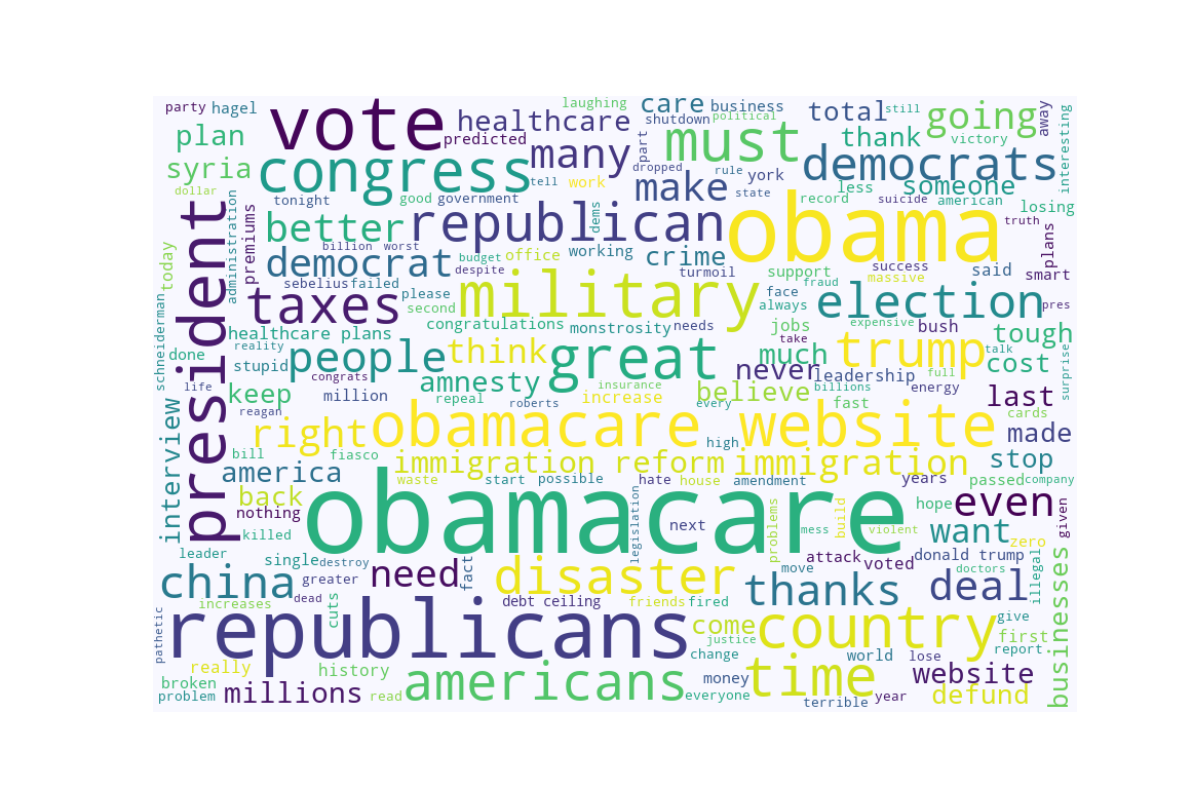 party hagel
vote
healthcare
laughing
care business
total still
going
away
interesting
plan
predicted
many
shutdown political
part
must
thank
victory
syria
congress
dropped
rule york
democrats
dollar
tell work
make
state
less
someone
tonight
good government
record
suicide american
losing
president
administration
premiums
better
republican
dems
obama
truth
plans
today
billion worst
democrat
budget
office
working
crime
turmoil
support
success
said
smart
despite
massive
sebelius failed
please
military
face
fraud
election
pres
schneiderman
taxes
second
always
congratulations
monstrosity needs
jobs
expensive
bush
tough
healthcare plans
reality
people
think
great
take
much
trump
talk
cost
surprise
done
stupid
congrats
amnesty
never
leadership
full
life
keep
million
repeal
insurance
increase
believe
billions
energy
last
reagan
roberts
every
fast
cards
interview
right
obamacare website
high
made
bill fiasco
america
immigration reform
immigration
stop
waste
start possible
hate house amendment
years
passed company
back
nothing
obamacare
hope
even
given
killed
legislation
next
problems
mess
build
violent
want
zero
leader
single destroy
fact
attack voted
donald trump
illegal
businesses
china
greater
need
disaster
move
doctors
thanks
deal
increases
dead
cuts
debt ceiling
friends fired
give
pathetic
republicans
come
justice
country
first
report
change
world lose
really
history
americans
money
time
website
broken
problem
millions
read
everyone
terrible
year
defund